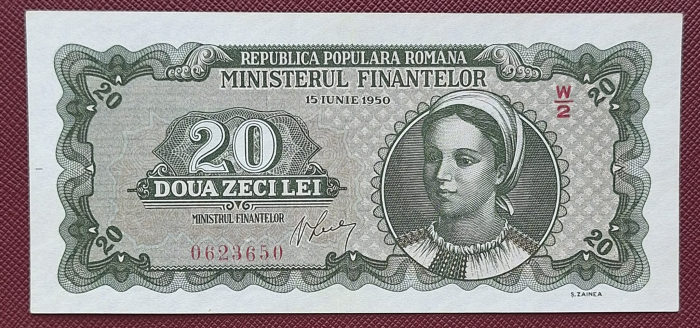 REPUBLICA POPULARA ROMANA
MINISTERUL FINANTELOR
15 IUNIE 1950
W/2
20
20
20
DOUA ZECI LEI
MINISTRUL FINANTELOR
0623650
20
20
S. ZAINEA